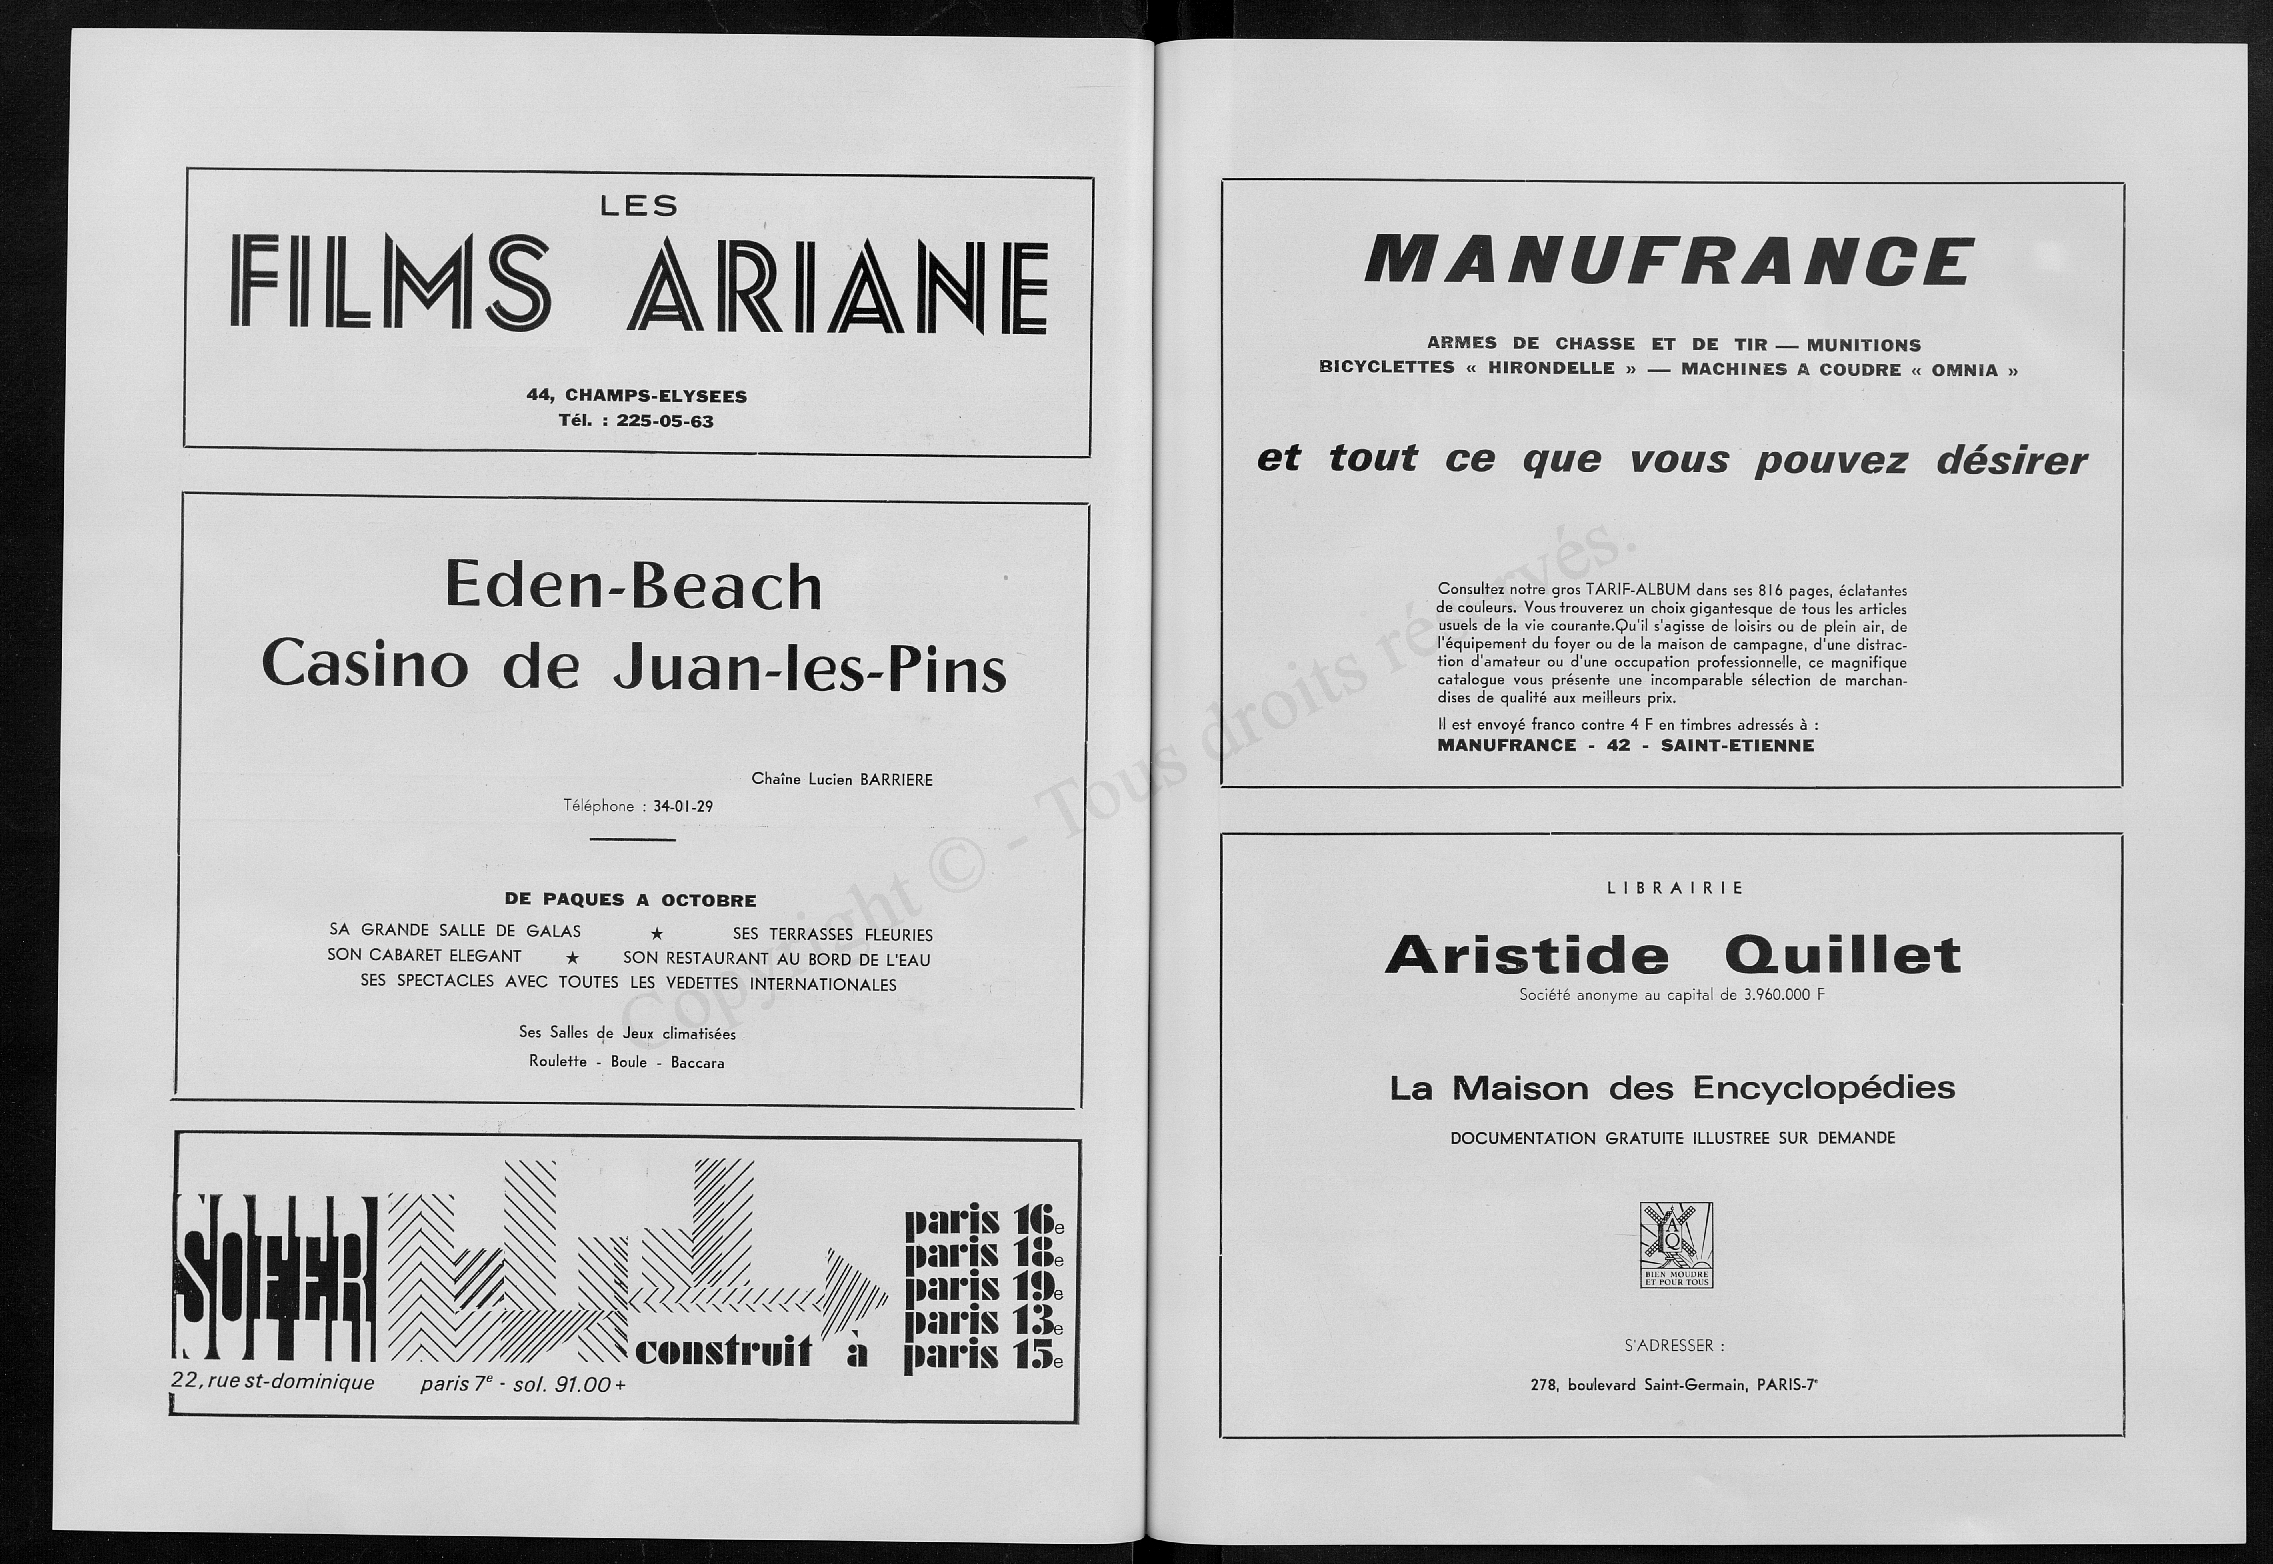 LES
FILMS ARIANE
44, CHAMPS-ELYSEES
Tél. : 225-05-63
Eden-Beach
Casino de Juan-les-Pins
Chaîne Lucien BARRIERE
Téléphone : 34-01-29
DE PAQUES A OCTOBRE
SA GRANDE SALLE DE GALAS ★ SES TERRASSES FLEURIES
SON CABARET ELEGANT ★ SON RESTAURANT AU BORD DE L'EAU
SES SPECTACLES AVEC TOUTES LES VEDETTES INTERNATIONALES
Ses Salles de Jeux climatisées
Roulette - Boule - Baccara
SOFER
construit à
paris 16e
paris 18e
paris 19e
paris 13e
paris 15e
22, rue st-dominique paris 7e - sol. 91.00 +
MANUFRANCE
ARMES DE CHASSE ET DE TIR — MUNITIONS
BICYCLETTES « HIRONDELLE » — MACHINES A COUDRE « OMNIA »
et tout ce que vous pouvez désirer
Consultez notre gros TARIF-ALBUM dans ses 816 pages, éclatantes
de couleurs. Vous trouverez un choix gigantesque de tous les articles
usuels de la vie courante.Qu'il s'agisse de loisirs ou de plein air, de
l'équipement du foyer ou de la maison de campagne, d'une distrac-
tion d'amateur ou d'une occupation professionnelle, ce magnifique
catalogue vous présente une incomparable sélection de marchan-
dises de qualité aux meilleurs prix.
Il est envoyé franco contre 4 F en timbres adressés à :
MANUFRANCE - 42 - SAINT-ETIENNE
LIBRAIRIE
Aristide Quillet
Société anonyme au capital de 3.960.000 F
La Maison des Encyclopédies
DOCUMENTATION GRATUITE ILLUSTREE SUR DEMANDE
A
Q
BIEN MOUDRE
ET POUR TOUS
S'ADRESSER :
278, boulevard Saint-Germain, PARIS-7e
Copyright © - Tous droits réservés.